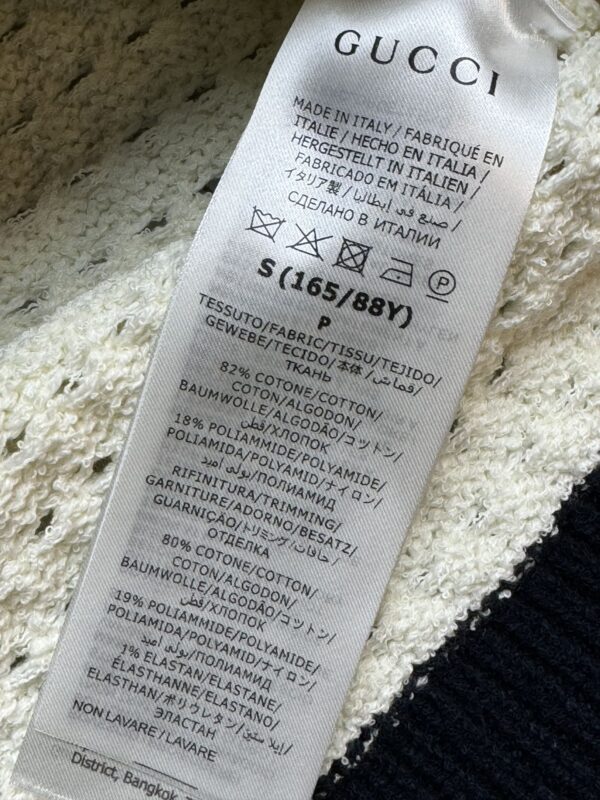 GUCCI
MADE IN ITALY / FABRIQUÉ EN
ITALIE / HECHO EN ITALIA /
HERGESTELLT IN ITALIEN /
FABRICADO EM ITÁLIA /
イタリア製 / صنع في ايطاليا /
СДЕЛАНО В ИТАЛИИ
P
S (165/88Y)
P
TESSUTO/FABRIC/TISSU/TEJIDO/
GEWEBE/TECIDO/本体/قماش/
ТКАНЬ
82% COTONE/COTTON/
COTON/ALGODON/
BAUMWOLLE/ALGODÃO/コットン/
قطن/ХЛОПОК
18% POLIAMMIDE/POLYAMIDE/
POLIAMIDA/POLYAMID/ナイロン/
بولي اميد/ПОЛИАМИД
RIFINITURA/TRIMMING/
GARNITURE/ADORNO/BESATZ/
GUARNIÇÃO/トリミング/حافات/
ОТДЕЛКА
80% COTONE/COTTON/
COTON/ALGODON/
BAUMWOLLE/ALGODÃO/コットン/
قطن/ХЛОПОК
19% POLIAMMIDE/POLYAMIDE/
POLIAMIDA/POLYAMID/ナイロン/
بولي اميد/ПОЛИАМИД
1% ELASTAN/ELASTANE/
ÉLASTHANNE/ELASTANO/
ELASTHAN/ポリウレタン/ايلاستين/
ЭЛАСТАН
NON LAVARE/LAVARE
District, Bangkok